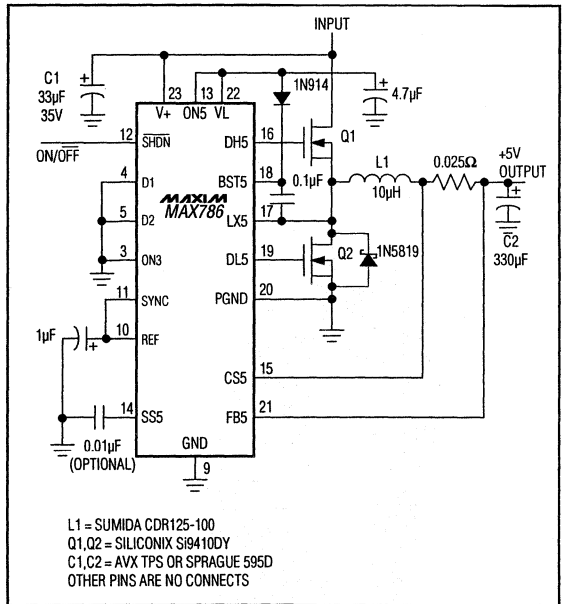 INPUT
C1
33µF
35V
+
23 13 22
V+ ON5 VL
1N914
+
4.7µF
12 SHDN
ON/OFF
DH5 16
Q1
4 D1
BST5 18
0.1µF
L1
10µH
0.025Ω
+5V
OUTPUT
MAXIM
MAX786
5 D2
LX5 17
+
C2
330µF
3 ON3
DL5 19
Q2
1N5819
11 SYNC
PGND 20
1µF
+
10 REF
CS5 15
14 SS5
FB5 21
0.01µF
(OPTIONAL)
GND
9
L1 = SUMIDA CDR125-100
Q1,Q2 = SILICONIX Si9410DY
C1,C2 = AVX TPS OR SPRAGUE 595D
OTHER PINS ARE NO CONNECTS